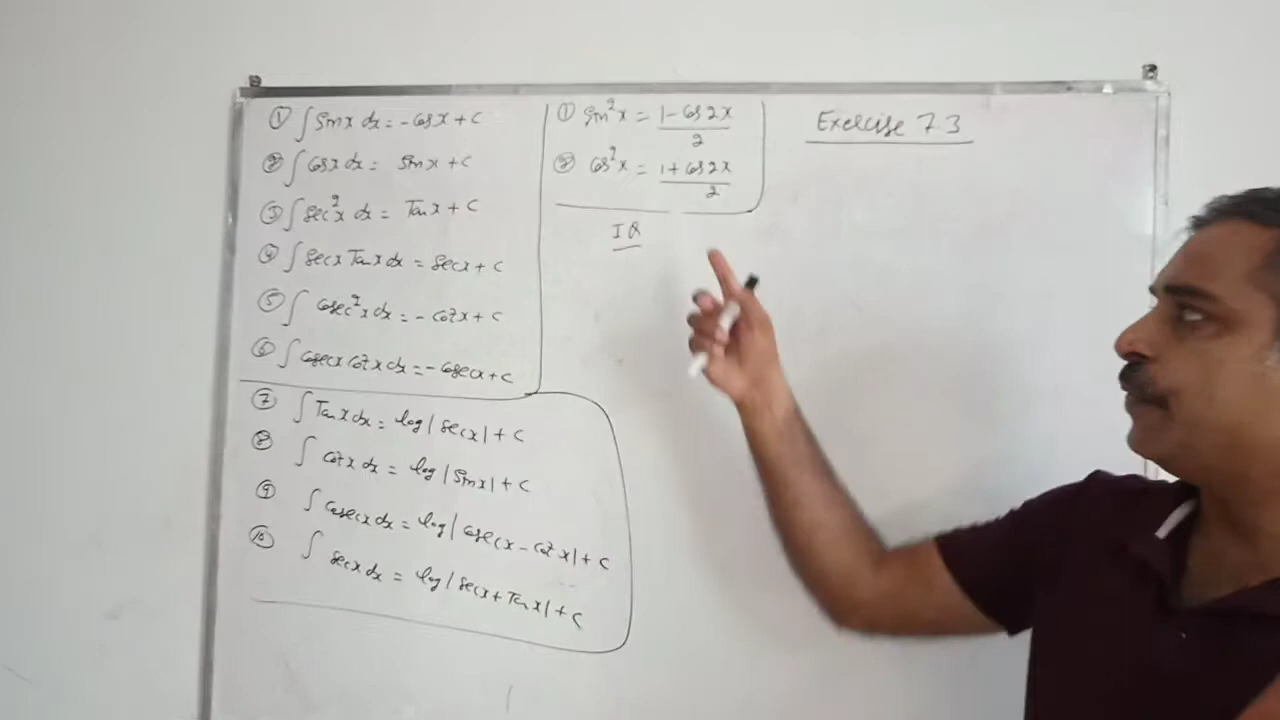 ① ∫ Sinx dx = -Cosx + C
② ∫ Cosx dx = Sinx + C
③ ∫ Sec²x dx = Tanx + C
④ ∫ Secx Tanx dx = Secx + C
⑤ ∫ Cosec²x dx = - Cotx + C
⑥ ∫ Cosecx Cotx dx = - Cosecx + C
⑦ ∫ Tanx dx = log|Secx| + C
⑧ ∫ Cotx dx = log|Sinx| + C
⑨ ∫ Cosecx dx = log|Cosecx - Cotx| + C
⑩ ∫ Secx dx = log|Secx + Tanx| + C
① Sin²x = 1 - Cos2x / 2
② Cos²x = 1 + Cos2x / 2
I Q
Exercise 7.3